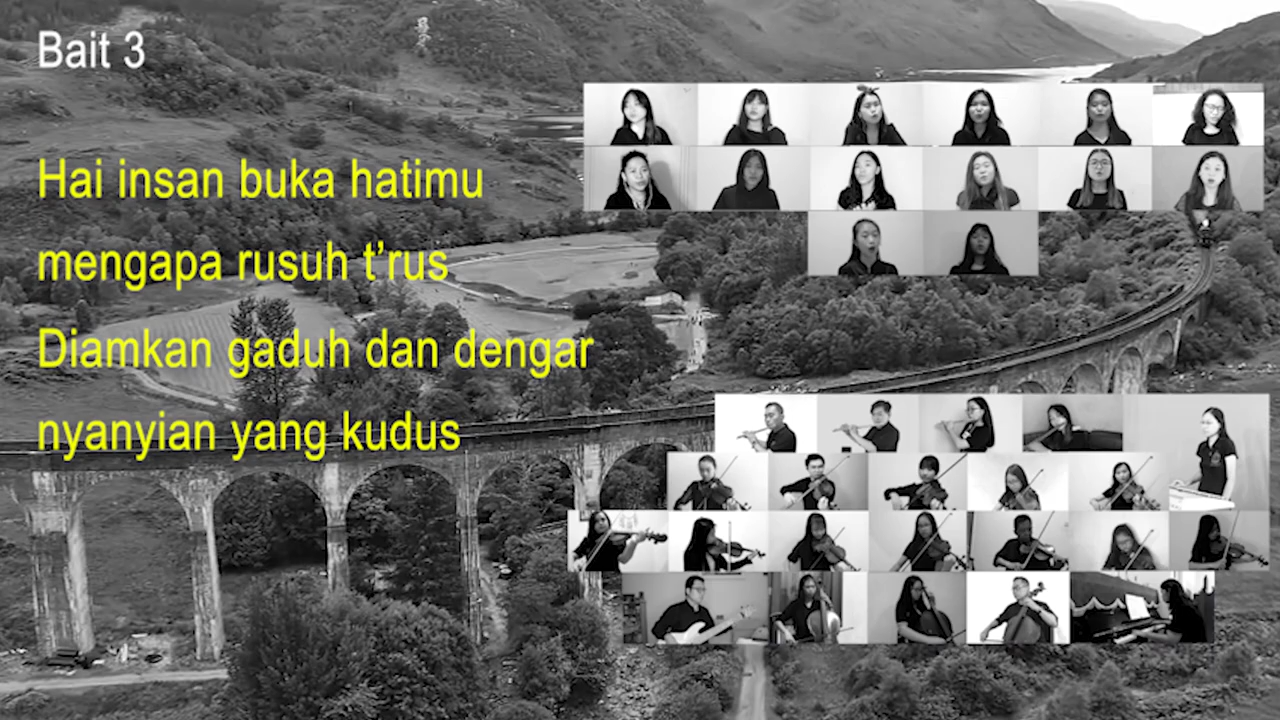 Bait 3
Hai insan buka hatimu
mengapa rusuh t’rus
Diamkan gaduh dan dengar
nyanyian yang kudus